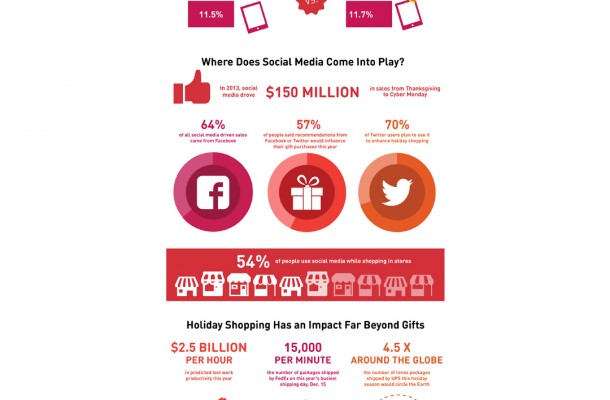 11.5%
VS.
11.7%
Where Does Social Media Come Into Play?
In 2013, social
media drove
$150 MILLION
in sales from Thanksgiving
to Cyber Monday
64%
of all social media driven sales
came from Facebook
57%
of people said recommendations from
Facebook or Twitter would influence
their gift purchases this year
70%
of Twitter users plan to use it
to enhance holiday shopping
54% of people use social media while shopping in stores
Holiday Shopping Has an Impact Far Beyond Gifts
$2.5 BILLION
PER HOUR
in predicted lost work
productivity this year
15,000
PER MINUTE
the number of packages shipped
by FedEx on this year's busiest
shipping day, Dec. 15
4.5 X
AROUND THE GLOBE
the number of times packages
shipped by UPS this holiday
season would circle the Earth